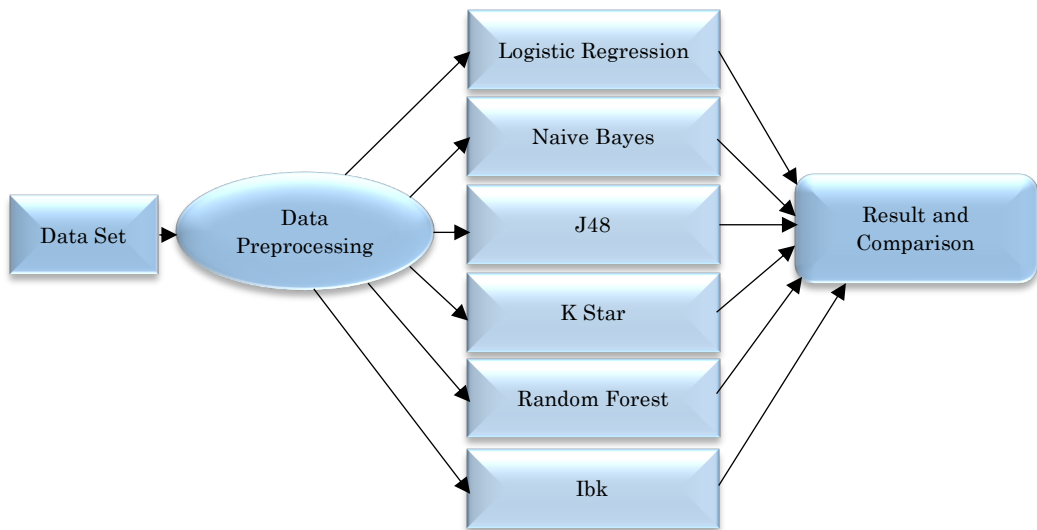 Data Set
Data
Preprocessing
Logistic Regression
Naive Bayes
J48
K Star
Random Forest
Ibk
Result and
Comparison